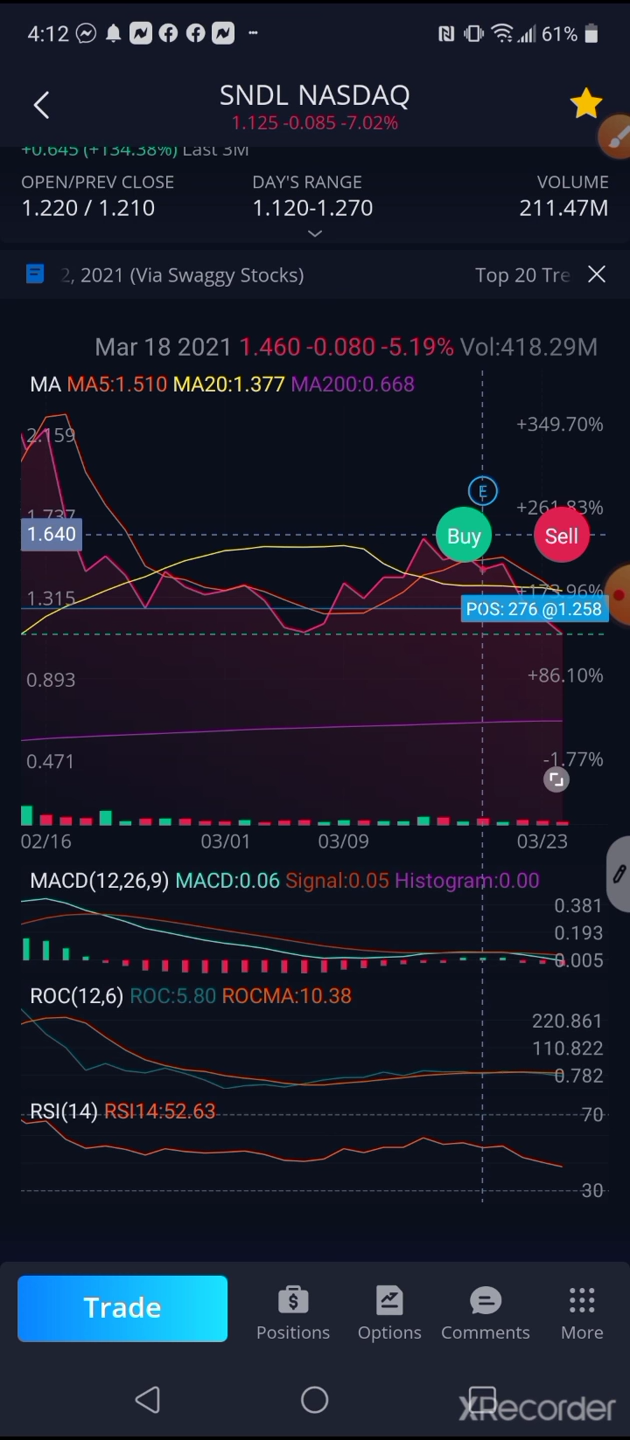 4:12 61%
SNDL NASDAQ
1.125 -0.085 -7.02%
+0.645 (+134.38%) Last 3M
OPEN/PREV CLOSE DAY'S RANGE VOLUME
1.220 / 1.210 1.120-1.270 211.47M
2, 2021 (Via Swaggy Stocks) Top 20 Tre
Mar 18 2021 1.460 -0.080 -5.19% Vol:418.29M
MA MA5:1.510 MA20:1.377 MA200:0.668
2.159 +349.70%
E
1.737 +261.83%
1.640 Buy Sell
1.315 +173.96%
POS: 276 @1.258
0.893 +86.10%
0.471 -1.77%
02/16 03/01 03/09 03/23
MACD(12,26,9) MACD:0.06 Signal:0.05 Histogram:0.00
0.381
0.193
0.005
ROC(12,6) ROC:5.80 ROCMA:10.38
220.861
110.822
0.782
RSI(14) RSI14:52.63 70
30
Trade
Positions Options Comments More
XRecorder